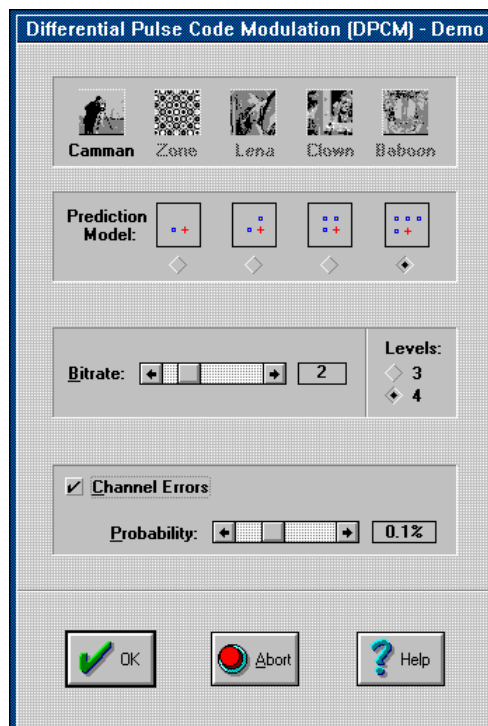 Differential Pulse Code Modulation (DPCM) - Demo
Camman Zone Lena Clown Baboon
Prediction
Model:
Bitrate: 2
Levels:
3
4
Channel Errors
Probability: 0.1%
OK Abort Help